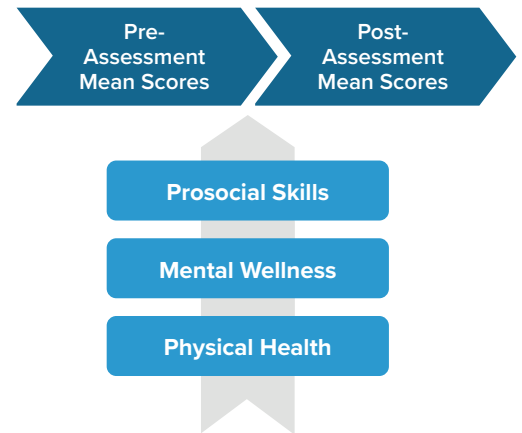 Pre-
Assessment
Mean Scores
Post-
Assessment
Mean Scores
Prosocial Skills
Mental Wellness
Physical Health